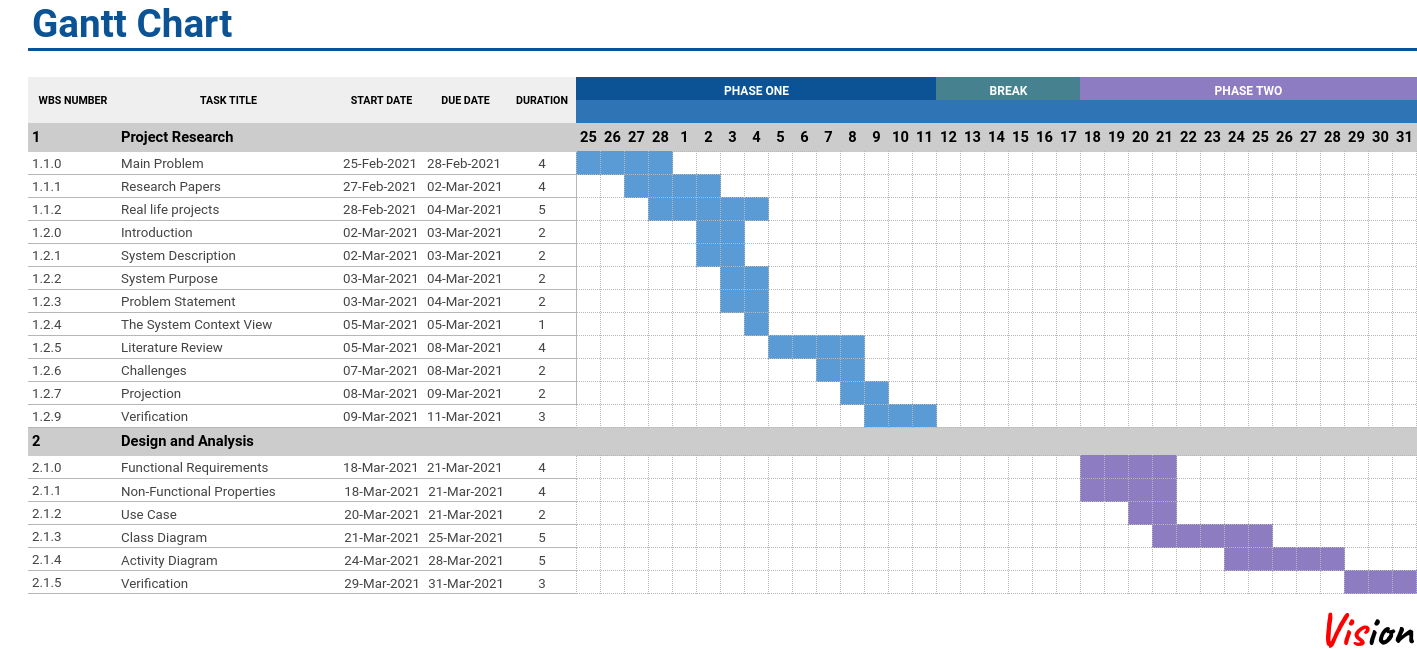 Gantt Chart
WBS NUMBER TASK TITLE START DATE DUE DATE DURATION PHASE ONE BREAK PHASE TWO
1 Project Research 25 26 27 28 1 2 3 4 5 6 7 8 9 10 11 12 13 14 15 16 17 18 19 20 21 22 23 24 25 26 27 28 29 30 31
1.1.0 Main Problem 25-Feb-2021 28-Feb-2021 4
1.1.1 Research Papers 27-Feb-2021 02-Mar-2021 4
1.1.2 Real life projects 28-Feb-2021 04-Mar-2021 5
1.2.0 Introduction 02-Mar-2021 03-Mar-2021 2
1.2.1 System Description 02-Mar-2021 03-Mar-2021 2
1.2.2 System Purpose 03-Mar-2021 04-Mar-2021 2
1.2.3 Problem Statement 03-Mar-2021 04-Mar-2021 2
1.2.4 The System Context View 05-Mar-2021 05-Mar-2021 1
1.2.5 Literature Review 05-Mar-2021 08-Mar-2021 4
1.2.6 Challenges 07-Mar-2021 08-Mar-2021 2
1.2.7 Projection 08-Mar-2021 09-Mar-2021 2
1.2.9 Verification 09-Mar-2021 11-Mar-2021 3
2 Design and Analysis
2.1.0 Functional Requirements 18-Mar-2021 21-Mar-2021 4
2.1.1 Non-Functional Properties 18-Mar-2021 21-Mar-2021 4
2.1.2 Use Case 20-Mar-2021 21-Mar-2021 2
2.1.3 Class Diagram 21-Mar-2021 25-Mar-2021 5
2.1.4 Activity Diagram 24-Mar-2021 28-Mar-2021 5
2.1.5 Verification 29-Mar-2021 31-Mar-2021 3
Vision